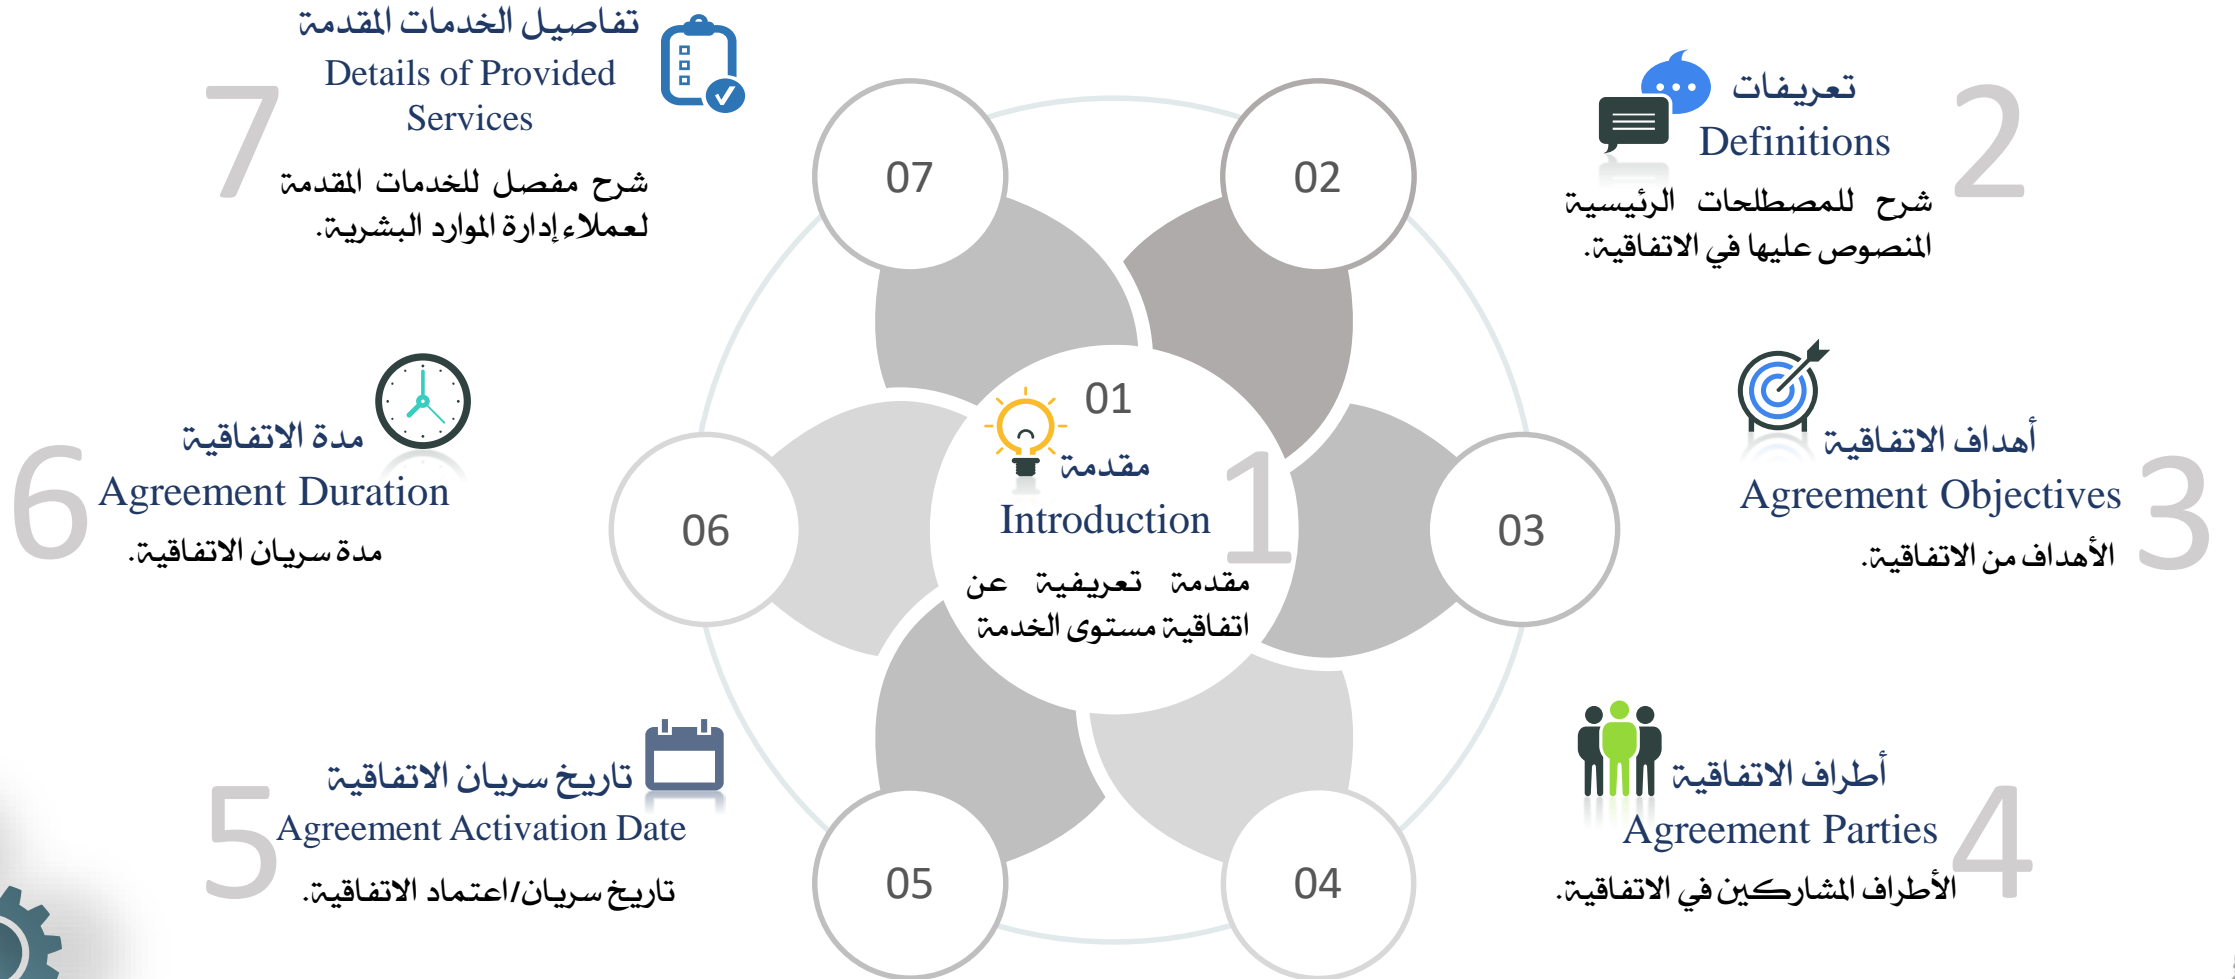 01
1
مقدمة
Introduction
مقدمة تعريفية عن
اتفاقية مستوى الخدمة
02
2
تعريفات
Definitions
شرح للمصطلحات الرئيسية
المنصوص عليها في الاتفاقية.
03
3
أهداف الاتفاقية
Agreement Objectives
الأهداف من الاتفاقية.
04
4
أطراف الاتفاقية
Agreement Parties
الأطراف المشاركين في الاتفاقية.
05
5
تاريخ سريان الاتفاقية
Agreement Activation Date
تاريخ سريان/اعتماد الاتفاقية.
06
6
مدة الاتفاقية
Agreement Duration
مدة سريان الاتفاقية.
07
7
تفاصيل الخدمات المقدمة
Details of Provided
Services
شرح مفصل للخدمات المقدمة
لعملاء إدارة الموارد البشرية.